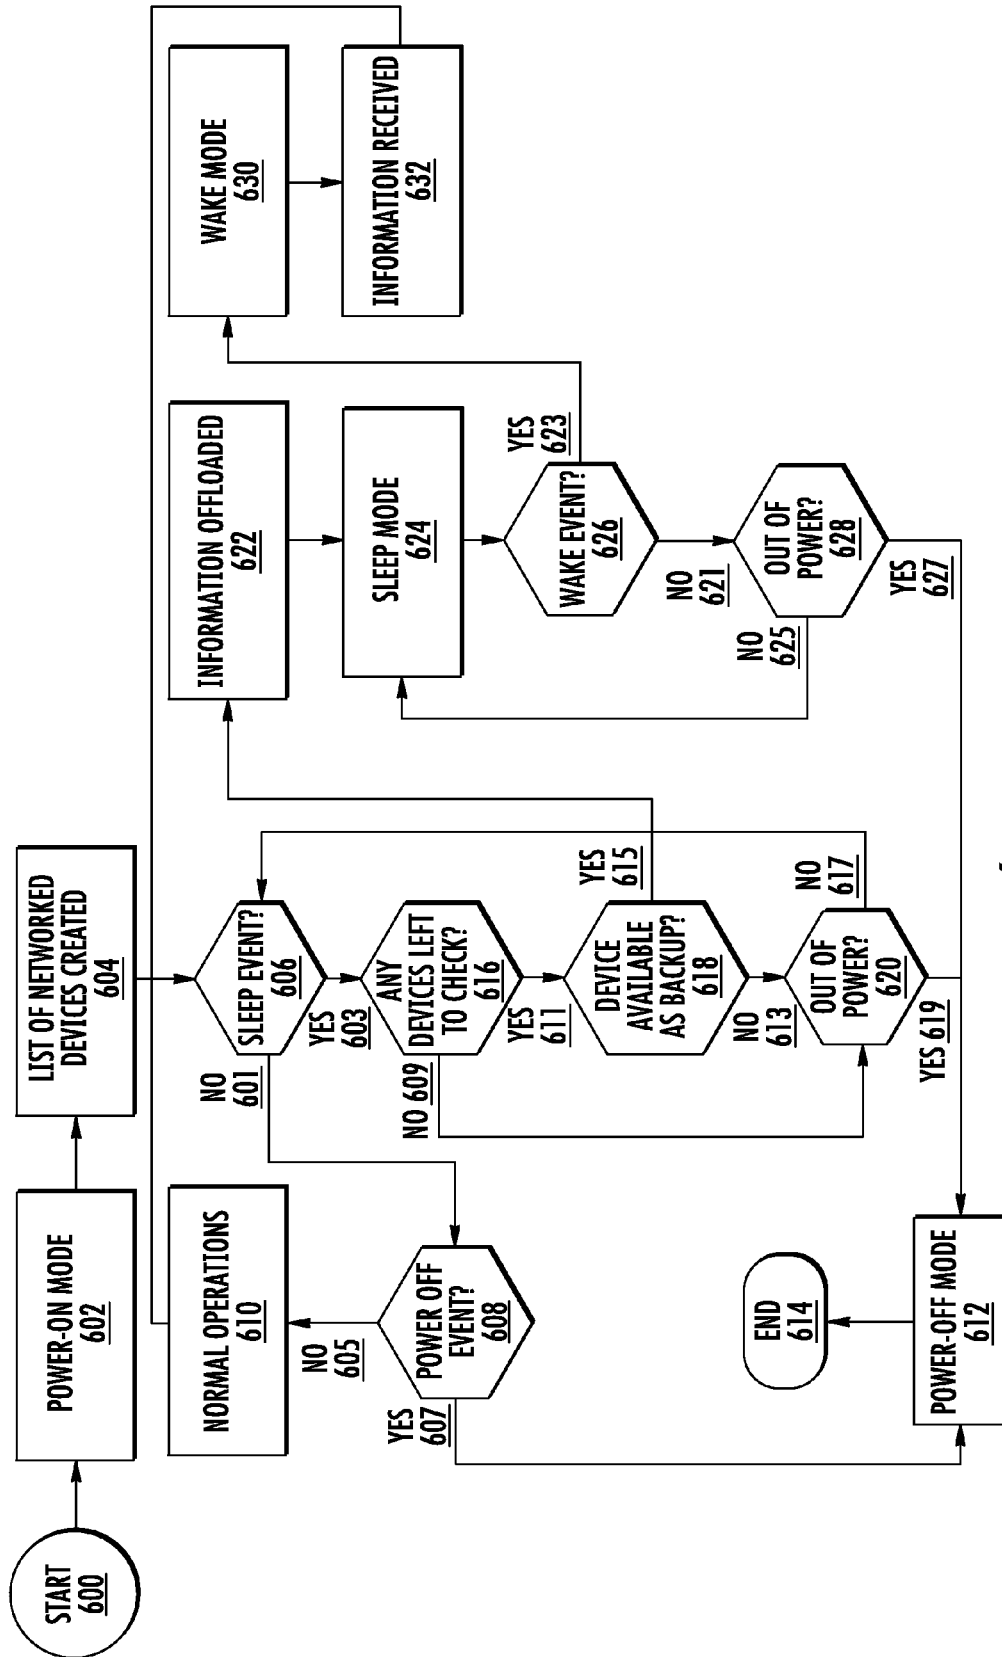 START
600
POWER-ON MODE
602
LIST OF NETWORKED
DEVICES CREATED
604
NORMAL OPERATIONS
610
NO
605
POWER OFF
EVENT?
608
YES
607
NO
601
SLEEP EVENT?
606
YES
603
ANY
DEVICES LEFT
TO CHECK?
616
NO 609
YES
611
DEVICE
AVAILABLE
AS BACKUP?
618
YES
615
NO
613
OUT OF
POWER?
620
NO
617
YES 619
END
614
POWER-OFF MODE
612
INFORMATION OFFLOADED
622
SLEEP MODE
624
WAKE EVENT?
626
YES
623
NO
621
OUT OF
POWER?
628
NO
625
YES
627
WAKE MODE
630
INFORMATION RECEIVED
632